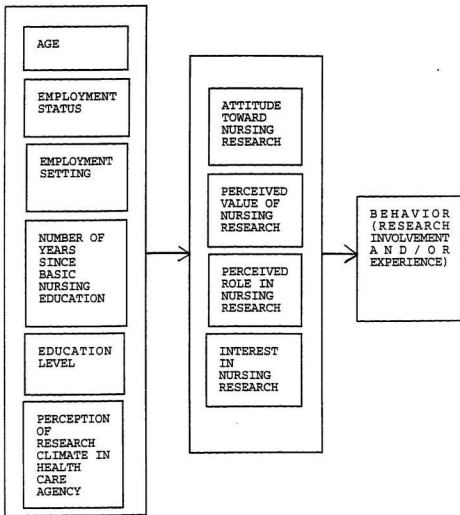 AGE
EMPLOYMENT
STATUS
EMPLOYMENT
SETTING
NUMBER OF
YEARS
SINCE
BASIC
NURSING
EDUCATION
EDUCATION
LEVEL
PERCEPTION
OF
RESEARCH
CLIMATE IN
HEALTH
CARE
AGENCY
ATTITUDE
TOWARD
NURSING
RESEARCH
PERCEIVED
VALUE OF
NURSING
RESEARCH
PERCEIVED
ROLE IN
NURSING
RESEARCH
INTEREST
IN
NURSING
RESEARCH
BEHAVIOR
(RESEARCH
INVOLVEMENT
AND/OR
EXPERIENCE)